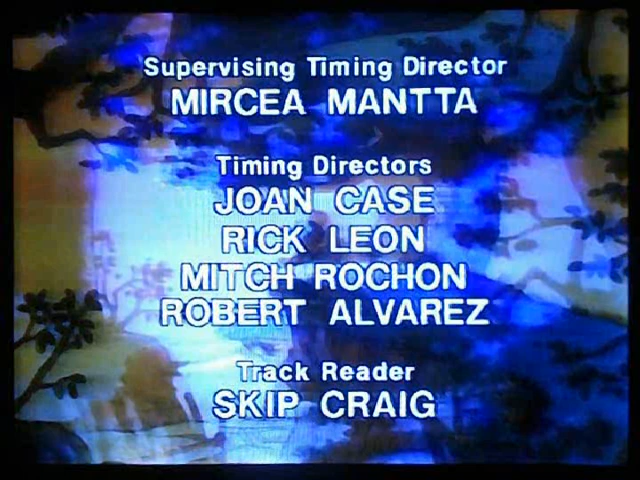 Supervising Timing Director
MIRCEA MANTTA
Timing Directors
JOAN CASE
RICK LEON
MITCH ROCHON
ROBERT ALVAREZ
Track Reader
SKIP CRAIG